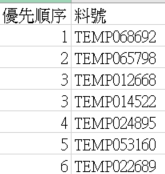 優先順序 料號
1 TEMP068692
2 TEMP065798
3 TEMP012668
3 TEMP014522
4 TEMP024895
5 TEMP053160
6 TEMP022689